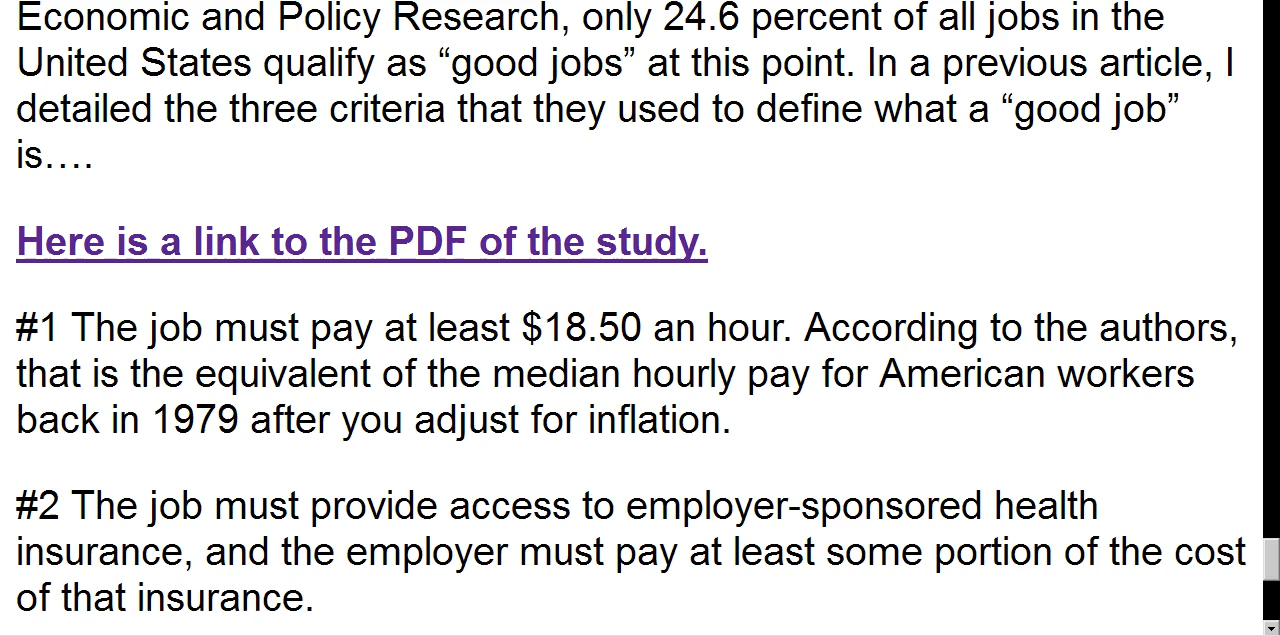 Economic and Policy Research, only 24.6 percent of all jobs in the
United States qualify as “good jobs” at this point. In a previous article, I
detailed the three criteria that they used to define what a “good job”
is….
Here is a link to the PDF of the study.
#1 The job must pay at least $18.50 an hour. According to the authors,
that is the equivalent of the median hourly pay for American workers
back in 1979 after you adjust for inflation.
#2 The job must provide access to employer-sponsored health
insurance, and the employer must pay at least some portion of the cost
of that insurance.